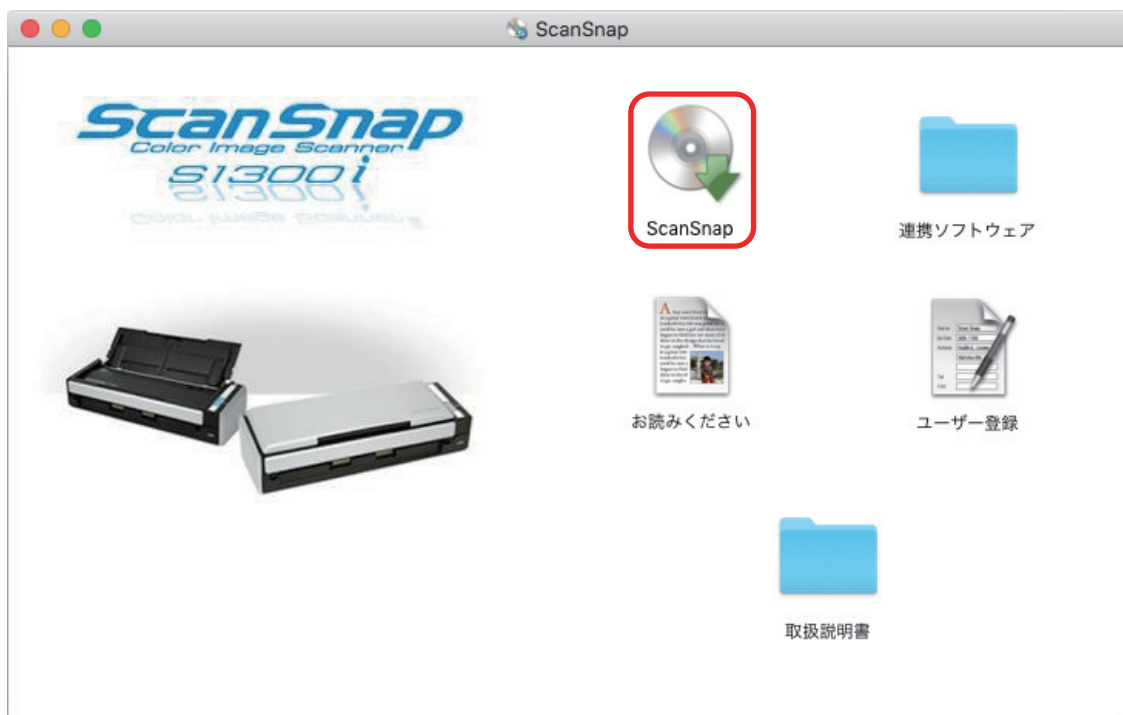 ScanSnap
ScanSnap
Color Image Scanner
S1300i
ScanSnap
連携ソフトウェア
お読みください
ユーザー登録
取扱説明書